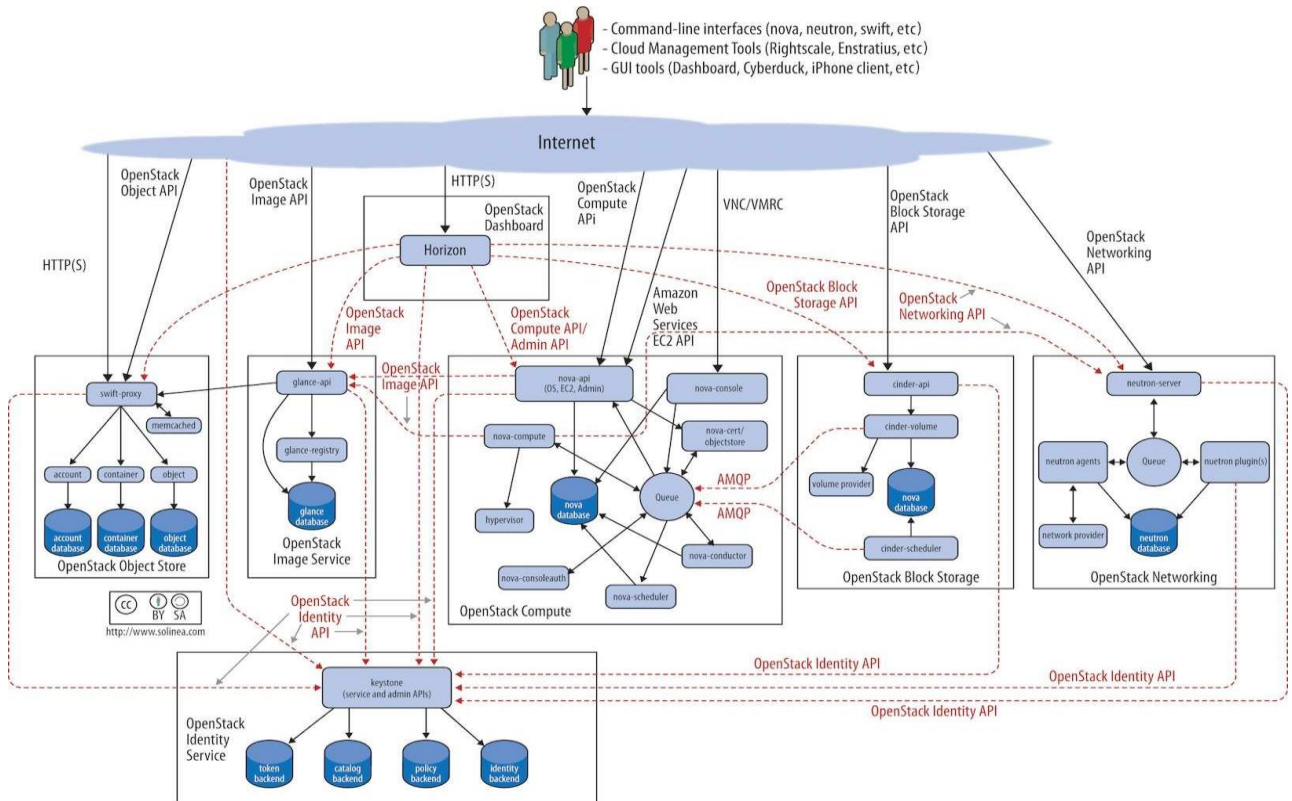 - Command-line interfaces (nova, neutron, swift, etc)
- Cloud Management Tools (Rightscale, Enstratius, etc)
- GUI tools (Dashboard, Cyberduck, iPhone client, etc)
Internet
OpenStack
Object API
OpenStack
Image API
HTTP(S)
OpenStack
Compute
APi
VNC/VMRC
OpenStack
Block Storage
API
OpenStack
Networking
API
HTTP(S)
OpenStack
Dashboard
Horizon
OpenStack
Image
API
OpenStack
Compute API/
Admin API
Amazon
Web
Services
EC2 API
OpenStack Block
Storage API
OpenStack
Networking API
OpenStack
Image API
swift-proxy
memcached
account
container
object
account
database
container
database
object
database
OpenStack Object Store
glance-api
glance-registry
glance
database
OpenStack
Image Service
nova-api
(OS, EC2, Admin)
nova-console
nova-compute
nova-cert/
objectstore
hypervisor
nova
database
Queue
nova-conductor
nova-consoleauth
nova-scheduler
OpenStack Compute
AMQP
AMQP
cinder-api
cinder-volume
volume provider
nova
database
cinder-scheduler
OpenStack Block Storage
neutron-server
neutron agents
Queue
nuetron plugin(s)
network provider
neutron
database
OpenStack Networking
cc
BY SA
http://www.solinea.com
OpenStack
Identity
API
OpenStack Identity API
OpenStack Identity API
OpenStack Identity API
keystone
(service and admin APIs)
OpenStack
Identity
Service
token
backend
catalog
backend
policy
backend
identity
backend